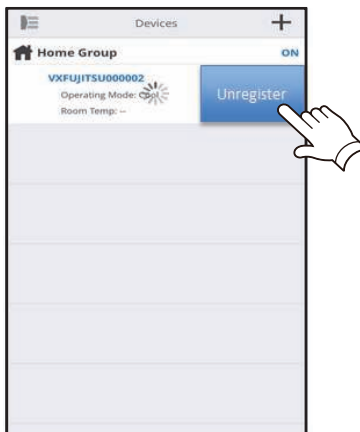 Devices
Home Group ON
VXFUJITSU000002
Operating Mode: Cool
Room Temp: --
Unregister